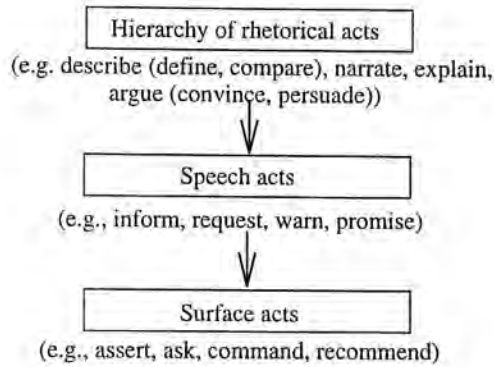 Hierarchy of rhetorical acts
(e.g. describe (define, compare), narrate, explain,
argue (convince, persuade))
Speech acts
(e.g., inform, request, warn, promise)
Surface acts
(e.g., assert, ask, command, recommend)